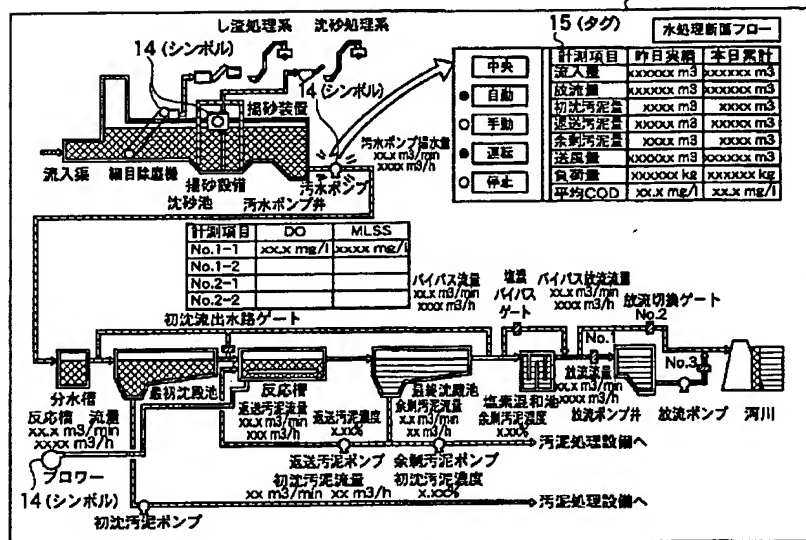 15 (タグ)
水処理断面フロー
し渣処理系 沈砂処理系
14 (シンボル)
14 (シンボル)
揚砂装置
中央
自動
手動
運転
停止
計測項目 昨日実績 本日累計
流入量 xxxxxx m3 xxxxxx m3
放流量 xxxxxx m3 xxxxxx m3
初沈汚泥量 xxxx m3 xxxx m3
返送汚泥量 xxxxxx m3 xxxxxx m3
余剰汚泥量 xxxx m3 xxxx m3
送風量 xxxxxx m3 xxxxxx m3
負荷量 xxxxxx kg xxxxxx kg
平均COD xx.x mg/l xx.x mg/l
汚水ポンプ揚水量
xx.x m3/min
xxxx m3/h
流入渠 細目除塵機 揚砂設備 汚水ポンプ
沈砂池 汚水ポンプ井
計測項目 DO MLSS
No.1-1 xx.x mg/l xxxx mg/l
No.1-2
No.2-1
No.2-2
バイパス流量
xx.x m3/min
xxxx m3/h
塩混
バイパス
ゲート
バイパス放流流量
xx.x m3/min
xxxx m3/h
放流切換ゲート
No.2
初沈流出水路ゲート
No.1
No.3
分水槽 最初沈殿池 反応槽 最終沈殿池 塩素混和池
放流流量
xx.x m3/min
xxxx m3/h
放流ポンプ井 放流ポンプ 河川
反応槽 流量
xx.x m3/min
xxxx m3/h
返送汚泥流量
xx.x m3/min
xxx m3/h
返送汚泥濃度
x.xx%
余剰汚泥流量
x.x m3/min
xx m3/h
余剰汚泥濃度
x.xx%
ブロワー
14 (シンボル)
返送汚泥ポンプ 余剰汚泥ポンプ
汚泥処理設備へ
初沈汚泥流量 初沈汚泥濃度
xx m3/min xx m3/h x.xx%
初沈汚泥ポンプ
汚泥処理設備へ